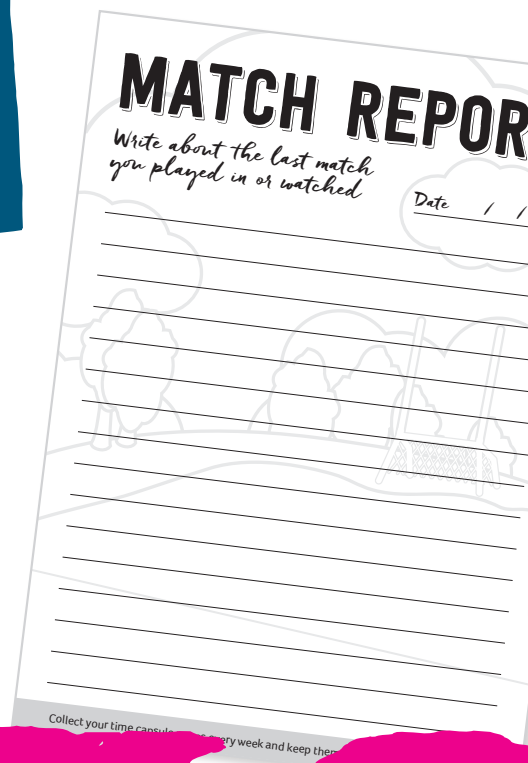 MATCH REPOR
Write about the last match
you played in or watched
Date / /
Collect your time capsule every week and keep them